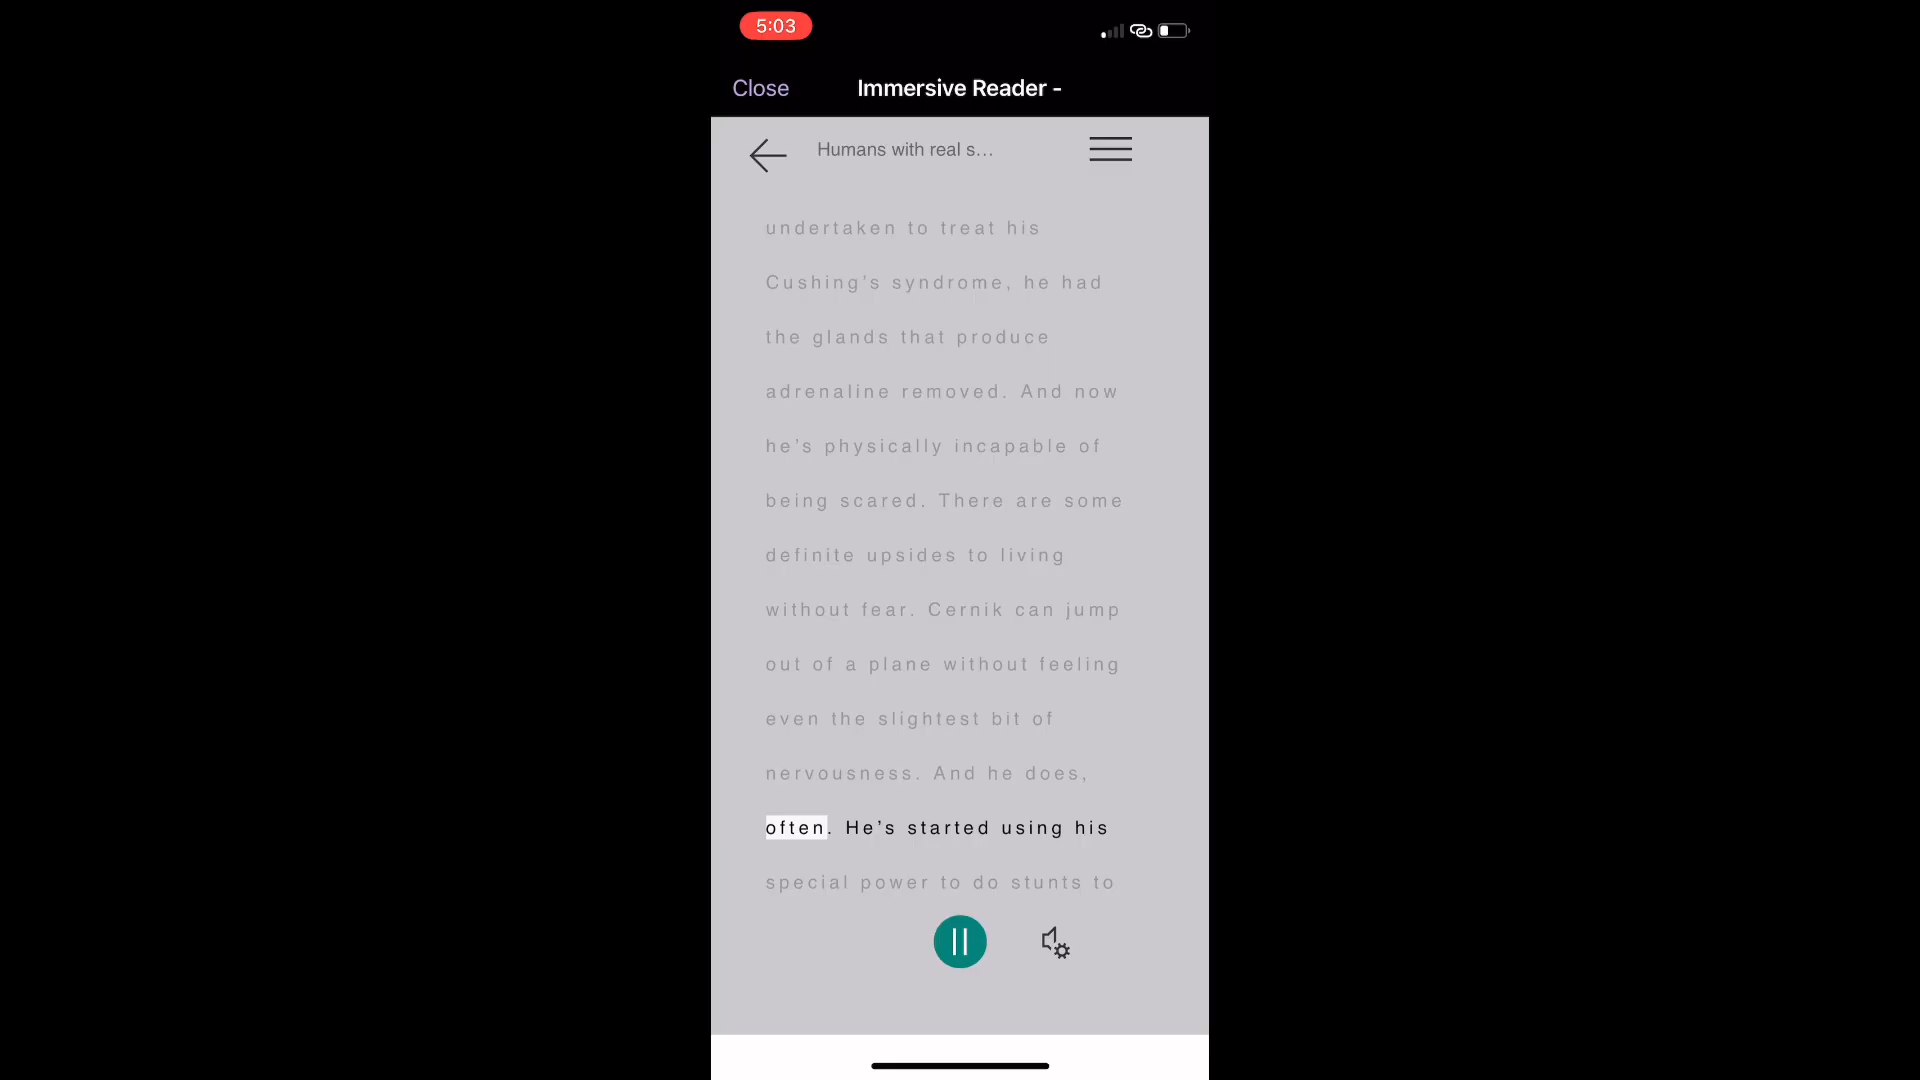 5:03
Close
Immersive Reader -
Humans with real s...
undertaken to treat his
Cushing's syndrome, he had
the glands that produce
adrenaline removed. And now
he's physically incapable of
being scared. There are some
definite upsides to living
without fear. Cernik can jump
out of a plane without feeling
even the slightest bit of
nervousness. And he does,
often. He's started using his
special power to do stunts to